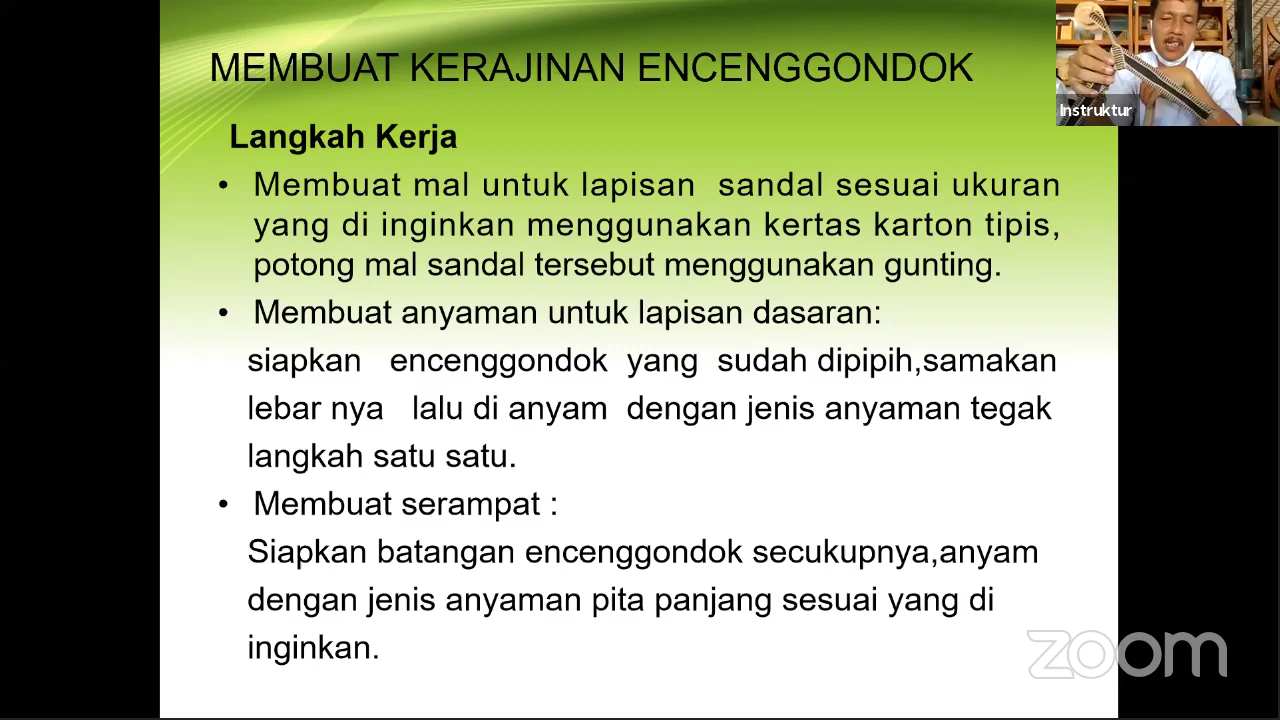 MEMBUAT KERAJINAN ENCENGGONDOK
Instruktur
Langkah Kerja
• Membuat mal untuk lapisan sandal sesuai ukuran
yang di inginkan menggunakan kertas karton tipis,
potong mal sandal tersebut menggunakan gunting.
• Membuat anyaman untuk lapisan dasaran:
siapkan encenggondok yang sudah dipipih,samakan
lebar nya lalu di anyam dengan jenis anyaman tegak
langkah satu satu.
• Membuat serampat :
Siapkan batangan encenggondok secukupnya,anyam
dengan jenis anyaman pita panjang sesuai yang di
inginkan.
zoom